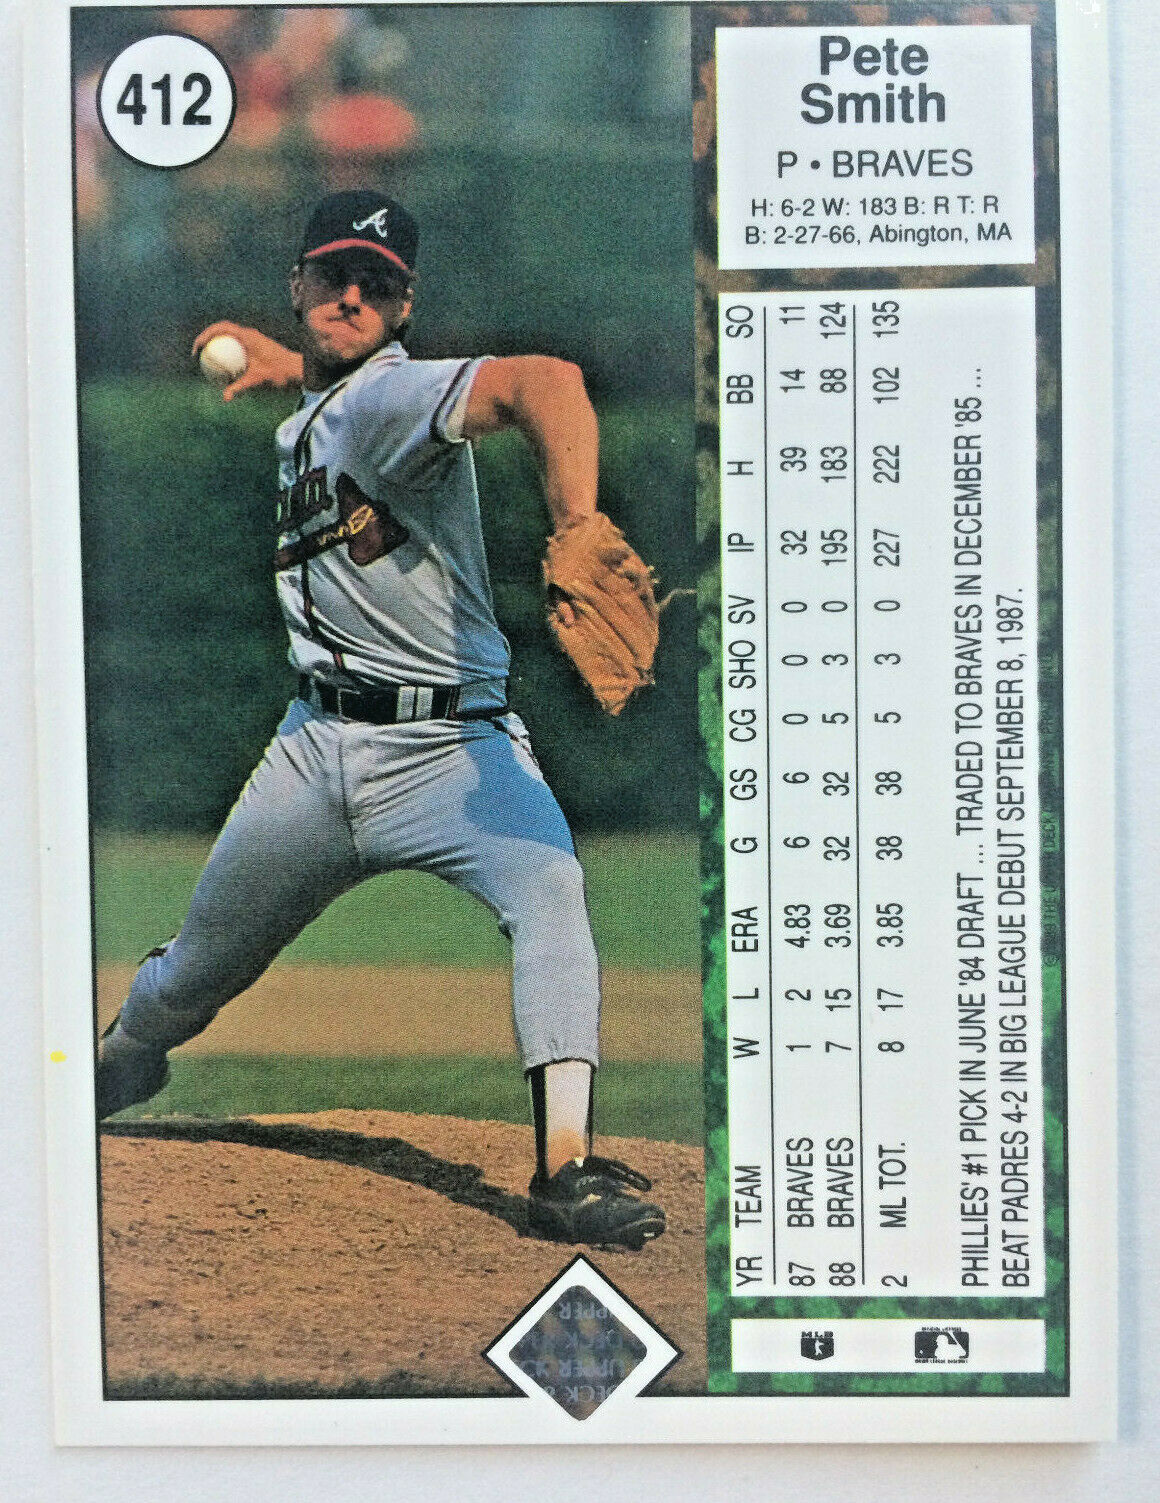 412
Pete
Smith
P • BRAVES
H: 6-2 W: 183 B: R T: R
B: 2-27-66, Abington, MA
YR TEAM W L ERA G GS CG SHO SV IP H BB SO
87 BRAVES 1 2 4.83 6 6 0 0 0 32 39 14 11
88 BRAVES 7 15 3.69 32 32 5 3 0 195 183 88 124
2 ML TOT. 8 17 3.85 38 38 5 3 0 227 222 102 135
PHILLIES' #1 PICK IN JUNE '84 DRAFT ... TRADED TO BRAVES IN DECEMBER '85 ...
BEAT PADRES 4-2 IN BIG LEAGUE DEBUT SEPTEMBER 8, 1987.
MLB
A